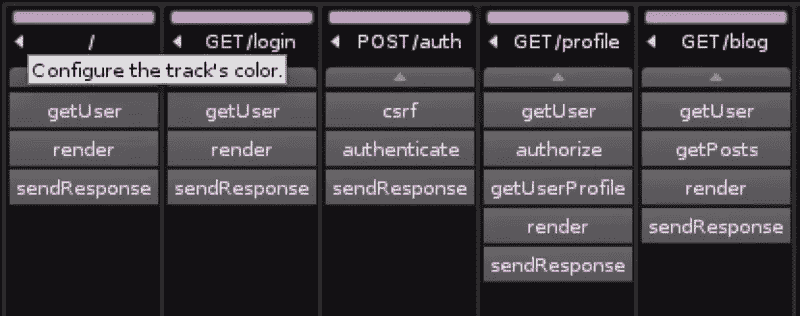 /
GET/login
POST/auth
GET/profile
GET/blog
Configure the track's color.
getUser
getUser
csrf
getUser
getUser
render
render
authenticate
authorize
getPosts
sendResponse
sendResponse
sendResponse
getUserProfile
render
render
sendResponse
sendResponse